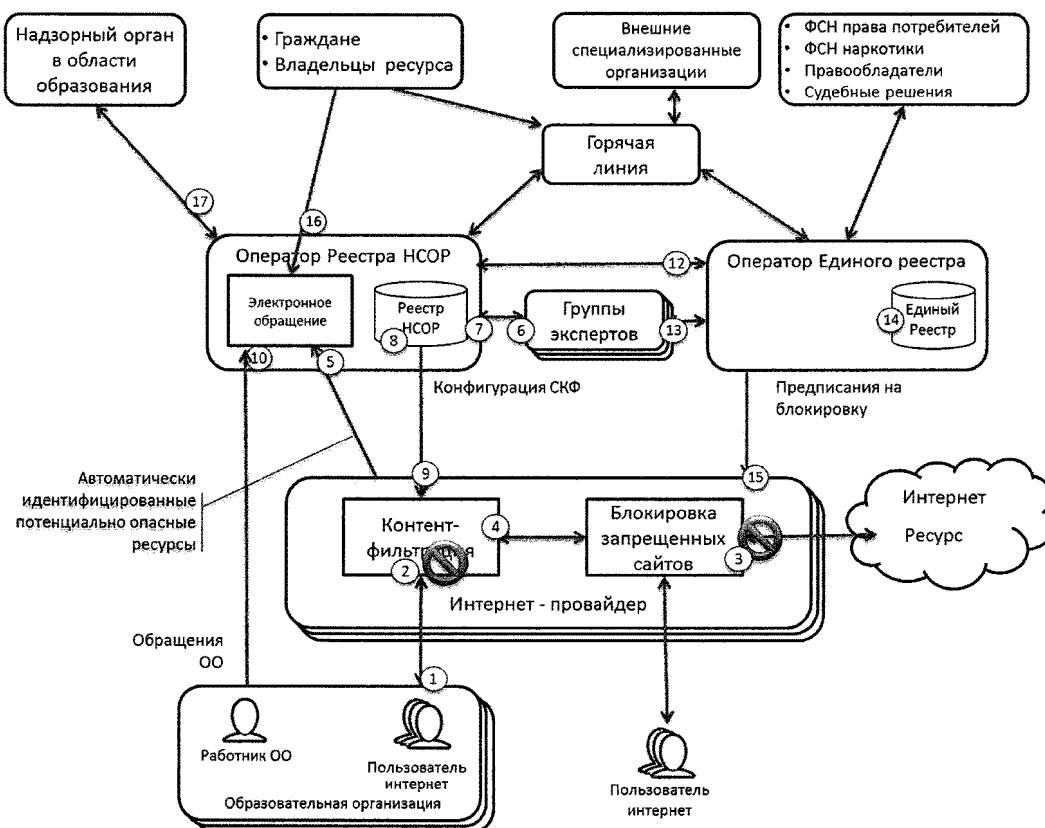 Надзорный орган
в области
образования
• Граждане
• Владельцы ресурса
Внешние
специализированные
организации
• ФСН права потребителей
• ФСН наркотики
• Правообладатели
• Судебные решения
Горячая
линия
17
16
Оператор Реестра НСОР
12
Оператор Единого реестра
Электронное
обращение
Реестр
НСОР
8
7
6
Группы
экспертов
13
14
Единый
Реестр
10
5
Конфигурация СКФ
Предписания на
блокировку
Автоматически
идентифицированные
потенциально опасные
ресурсы
9
15
Контент-
фильтрация
2
4
Блокировка
запрещенных
сайтов
3
Интернет
Ресурс
Интернет - провайдер
Обращения
ОО
1
Работник ОО
Пользователь
интернет
Образовательная организация
Пользователь
интернет